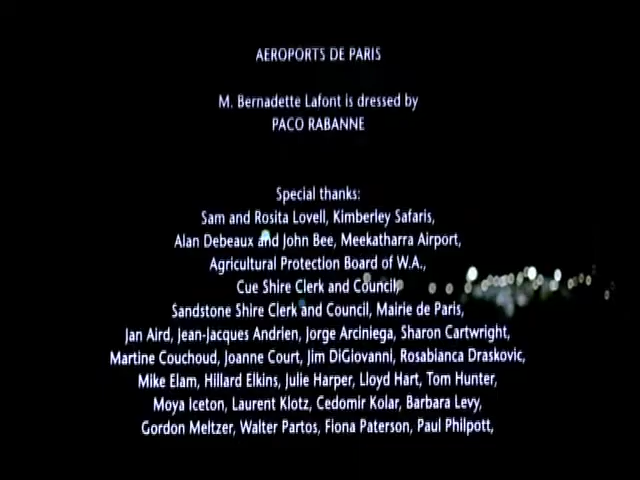 AEROPORTS DE PARIS
M. Bernadette Lafont is dressed by
PACO RABANNE
Special thanks:
Sam and Rosita Lovell, Kimberley Safaris,
Alan Debeaux and John Bee, Meekatharra Airport,
Agricultural Protection Board of W.A.,
Cue Shire Clerk and Council,
Sandstone Shire Clerk and Council, Mairie de Paris,
Jan Aird, Jean-Jacques Andrien, Jorge Arciniega, Sharon Cartwright,
Martine Couchoud, Joanne Court, Jim DiGiovanni, Rosabianca Draskovic,
Mike Elam, Hillard Elkins, Julie Harper, Lloyd Hart, Tom Hunter,
Moya Iceton, Laurent Klotz, Cedomir Kolar, Barbara Levy,
Gordon Meltzer, Walter Partos, Fiona Paterson, Paul Philpott,